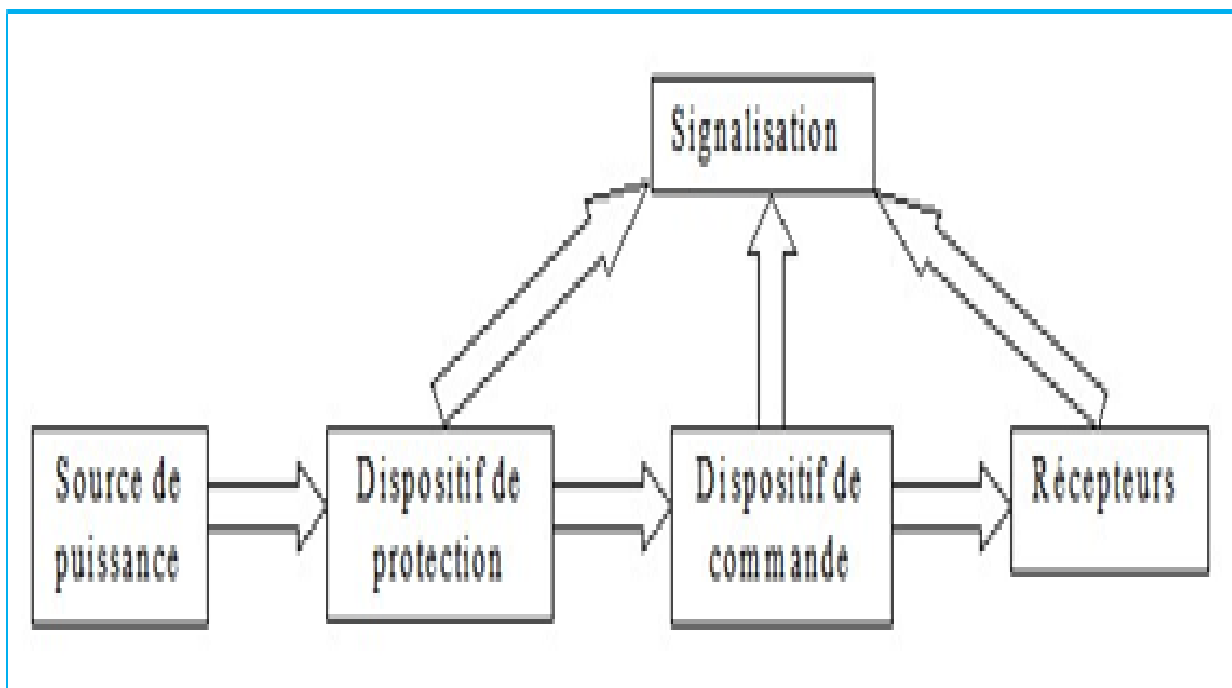 Signalisation
Source de
puissance
Dispositif de
protection
Dispositif de
commande
Récepteurs